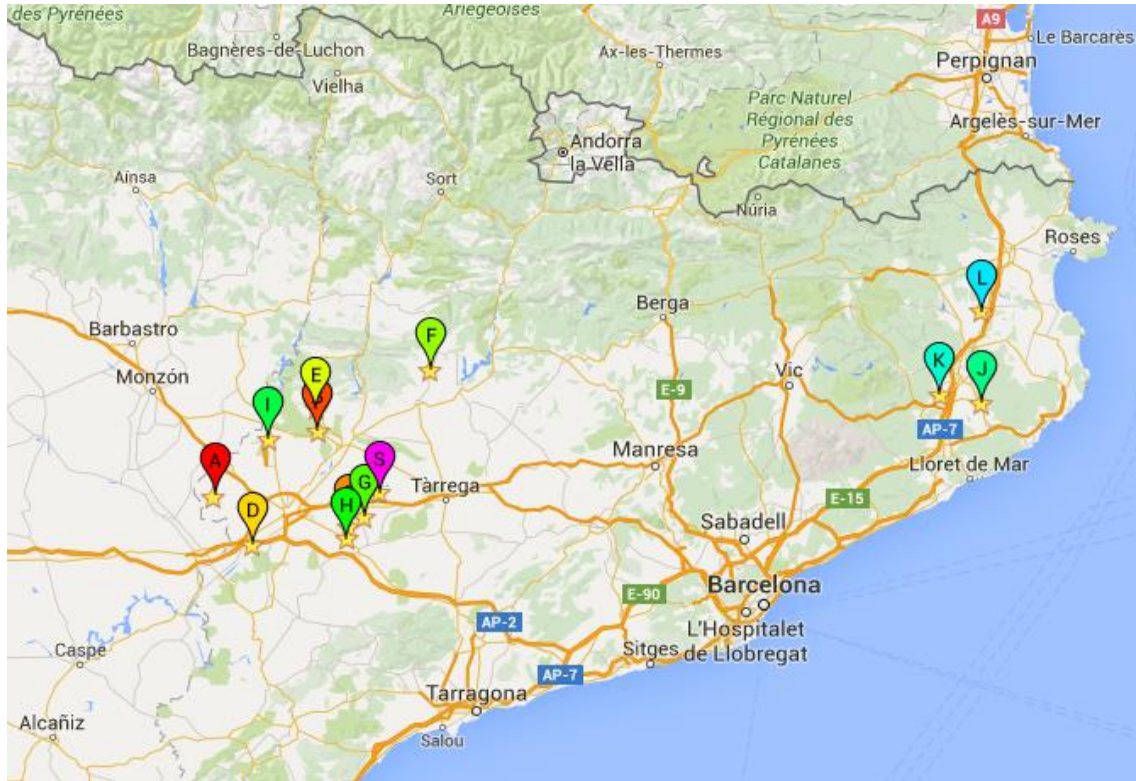 des Pyrénées
Bagnères-de-Luchon
Vielha
Ariégeoises
Ax-les-Thermes
A9
Le Barcarès
Perpignan
Parc Naturel
Régional des
Pyrénées
Catalanes
Argelès-sur-Mer
Andorra
la Vella
Aínsa
Sort
Núria
Roses
L
Berga
Barbastro
F
Monzón
E
Vic
K
J
E-9
I
AP-7
A
S
Manresa
Lloret de Mar
G
Tàrrega
H
D
E-15
Sabadell
Barcelona
E-90
L'Hospitalet
de Llobregat
AP-2
Caspe
Sitges
AP-7
Tarragona
Alcañiz
Salou